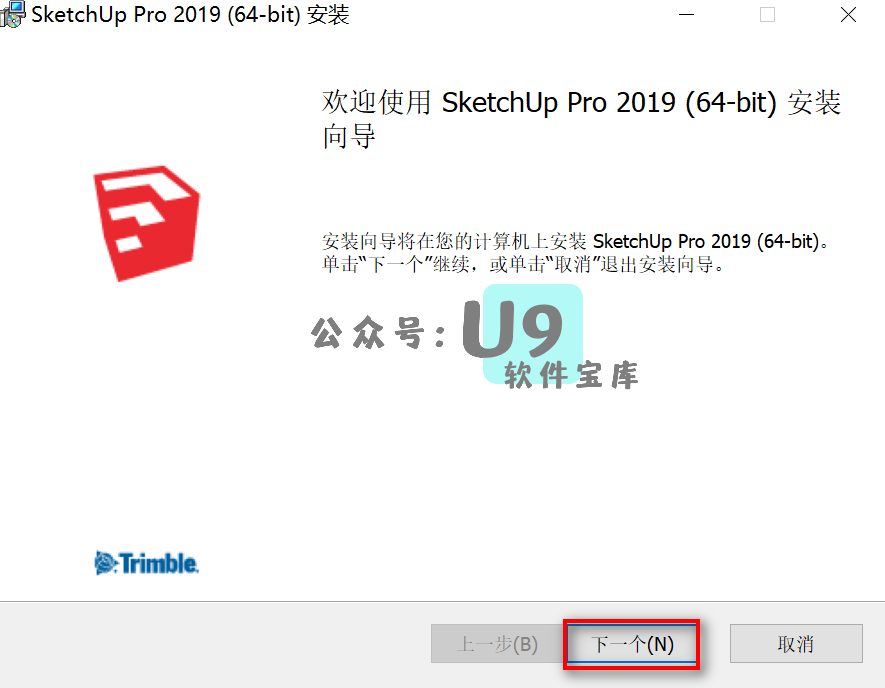 SketchUp Pro 2019 (64-bit) 安装
欢迎使用 SketchUp Pro 2019 (64-bit) 安装
向导
安装向导将在您的计算机上安装 SketchUp Pro 2019 (64-bit)。
单击“下一个”继续，或单击“取消”退出安装向导。
公众号：U9
软件宝库
Trimble.
上一步(B) 下一个(N) 取消